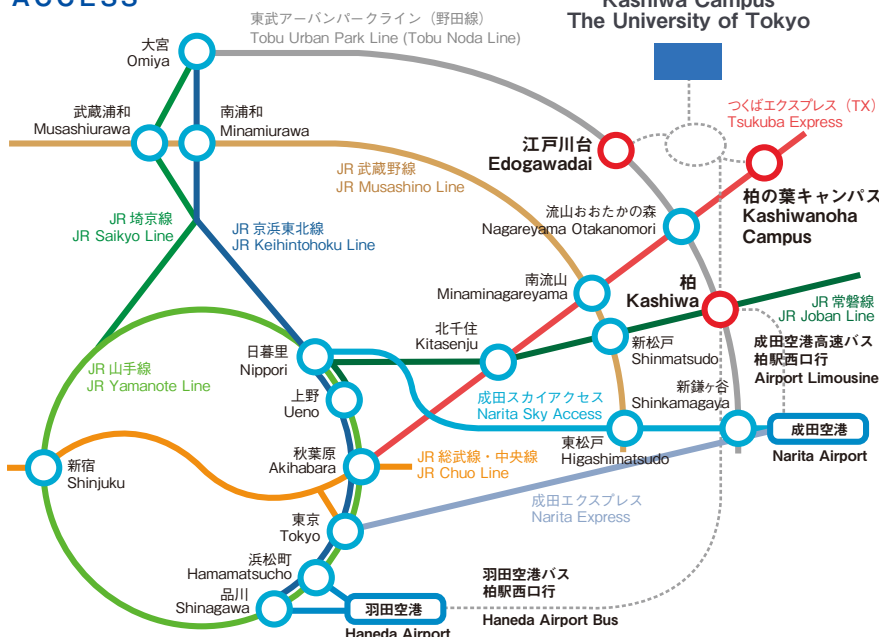 ACCESS
Kashiwa Campus
The University of Tokyo
東武アーバンパークライン（野田線）
Tobu Urban Park Line (Tobu Noda Line)
大宮
Omiya
武蔵浦和
Musashiurawa
南浦和
Minamiurawa
江戸川台
Edogawadai
つくばエクスプレス（TX）
Tsukuba Express
JR 武蔵野線
JR Musashino Line
柏の葉キャンパス
Kashiwanoha
Campus
JR 埼京線
JR Saikyo Line
JR 京浜東北線
JR Keihintohoku Line
流山おおたかの森
Nagareyama Otakanomori
南流山
Minaminagareyama
柏
Kashiwa
JR 常磐線
JR Joban Line
北千住
Kitasenju
日暮里
Nippori
新松戸
Shinmatsudo
成田空港高速バス
柏駅西口行
Airport Limousine
JR 山手線
JR Yamanote Line
上野
Ueno
成田スカイアクセス
Narita Sky Access
新鎌ヶ谷
Shinkamagaya
東松戸
Higashimatsudo
成田空港
Narita Airport
新宿
Shinjuku
秋葉原
Akihabara
JR 総武線・中央線
JR Chuo Line
成田エクスプレス
Narita Express
東京
Tokyo
浜松町
Hamamatsucho
品川
Shinagawa
羽田空港
Haneda Airport
羽田空港バス
柏駅西口行
Haneda Airport Bus